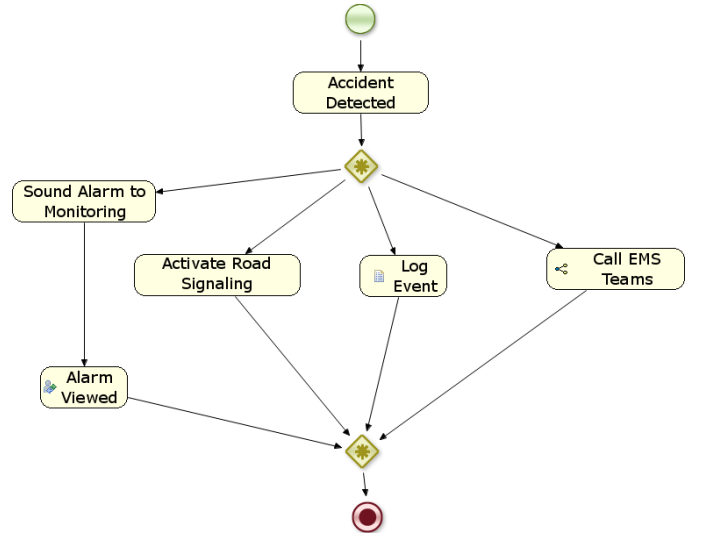 Accident
Detected
Sound Alarm to
Monitoring
Activate Road
Signaling
Log
Event
Call EMS
Teams
Alarm
Viewed